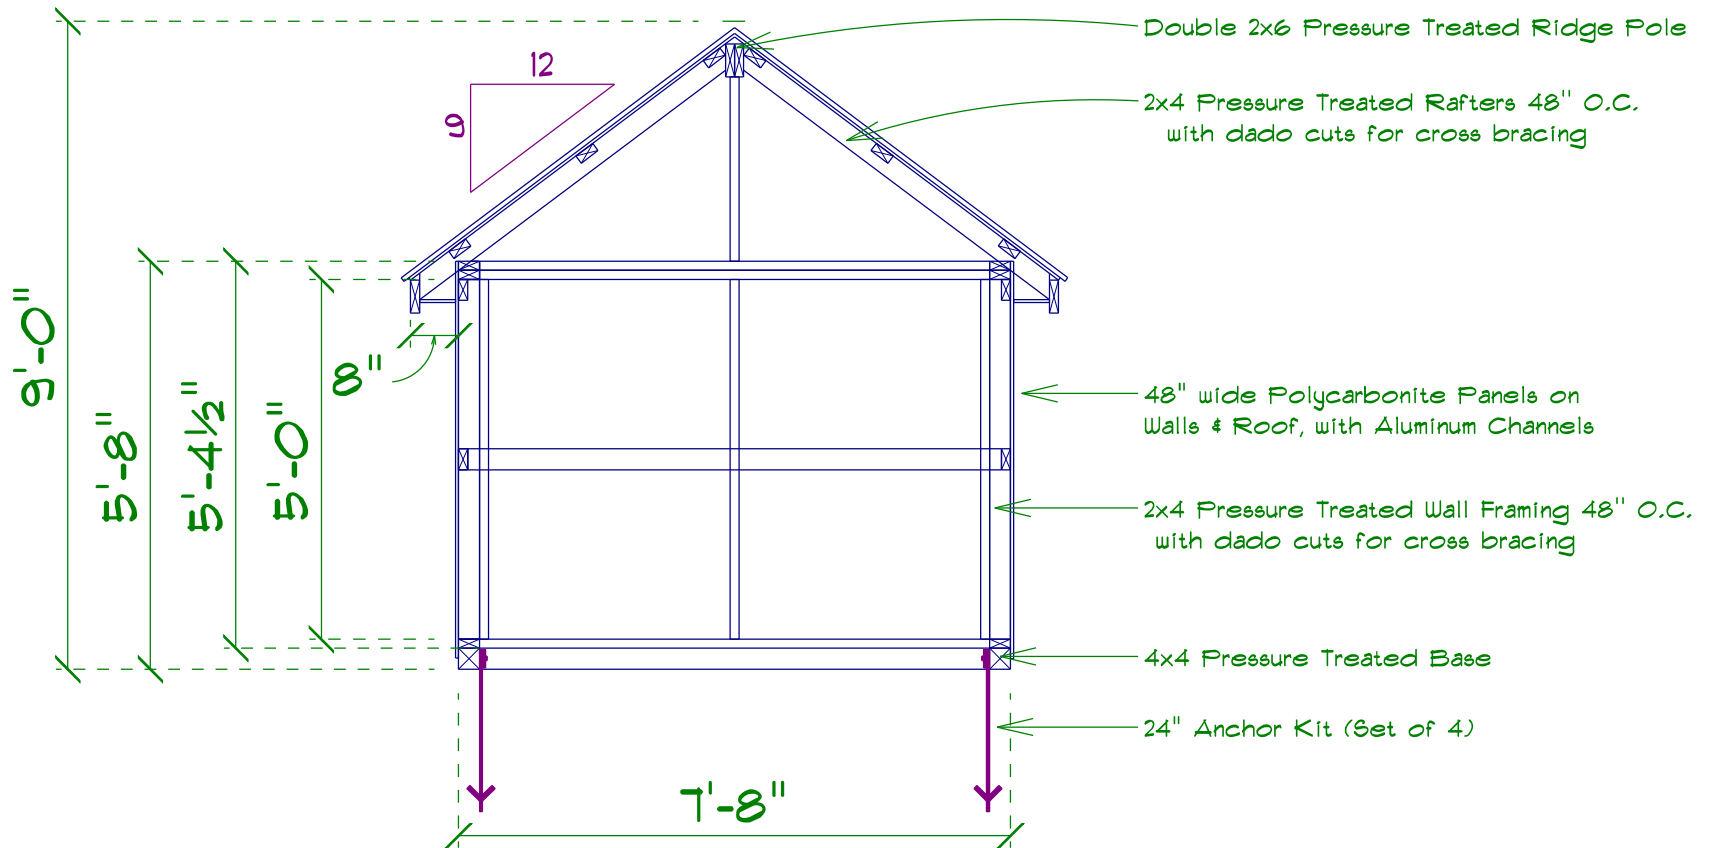 Double 2x6 Pressure Treated Ridge Pole
12
9
2x4 Pressure Treated Rafters 48" O.C.
with dado cuts for cross bracing
9'-0"
5'-8"
5'-4½"
5'-0"
8"
48" wide Polycarbonite Panels on
Walls & Roof, with Aluminum Channels
2x4 Pressure Treated Wall Framing 48" O.C.
with dado cuts for cross bracing
4x4 Pressure Treated Base
24" Anchor Kit (Set of 4)
7'-8"